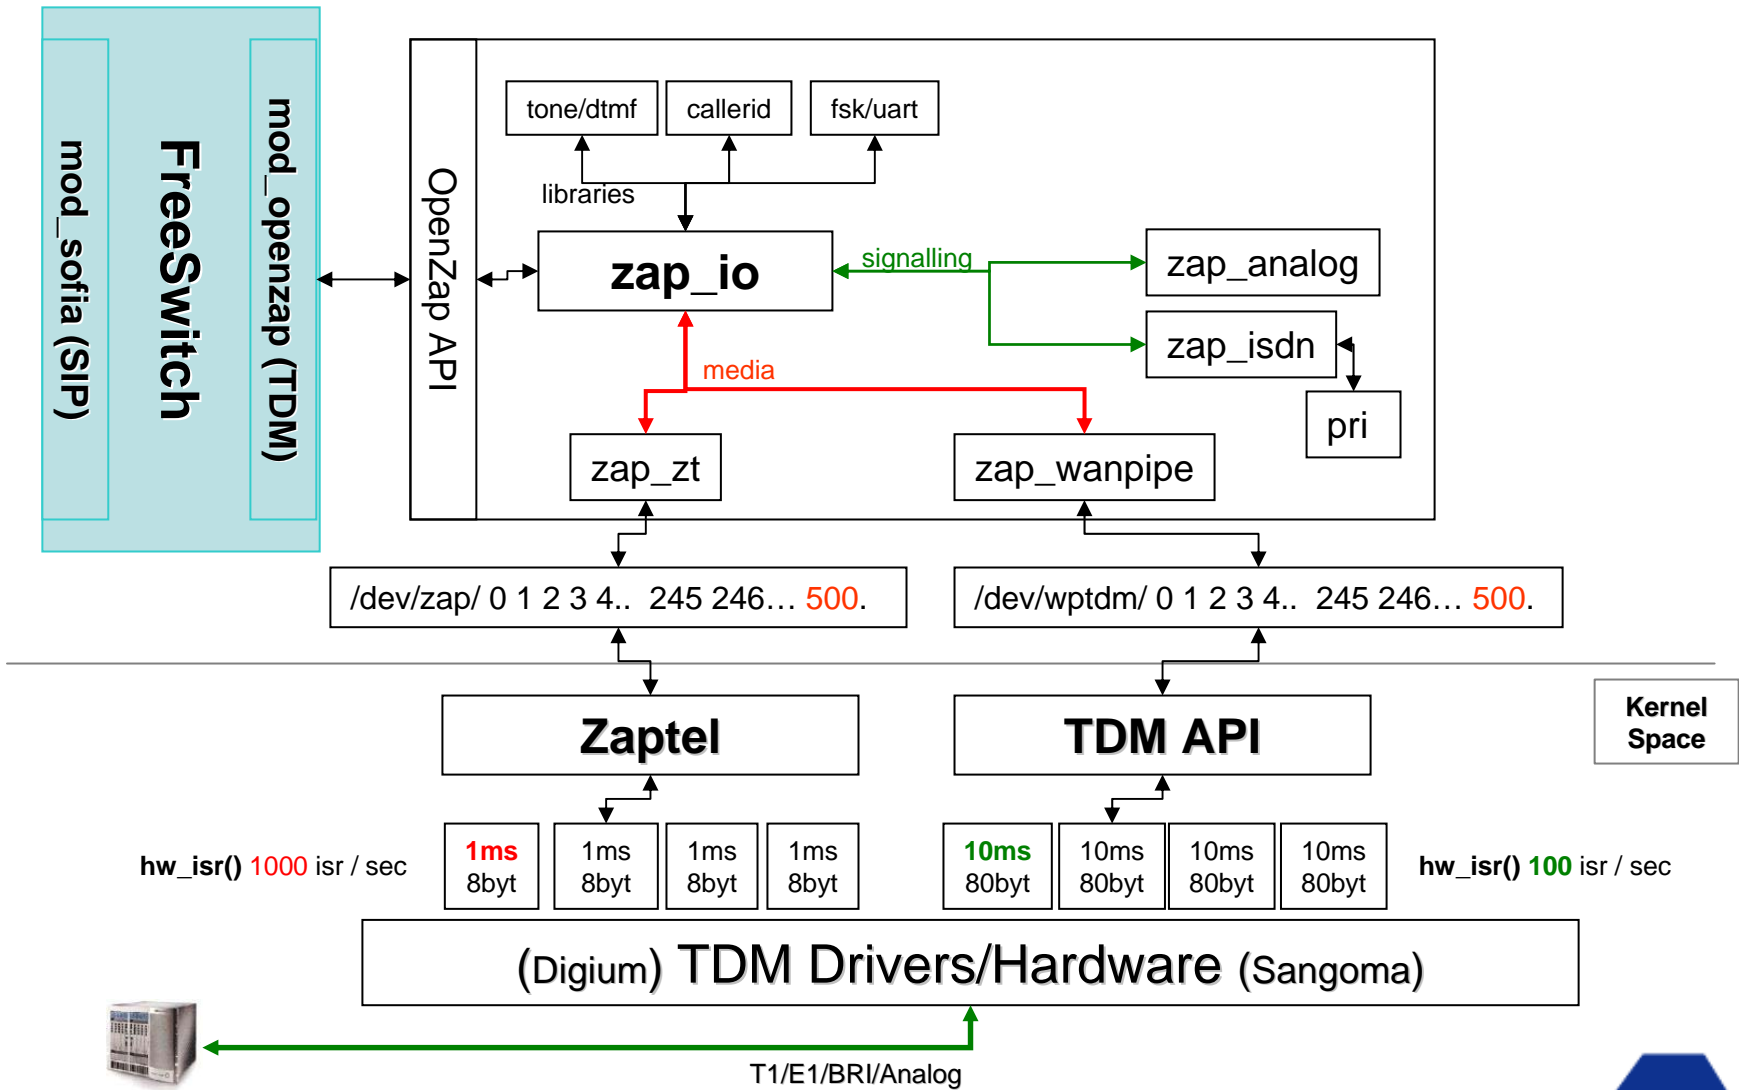 mod_sofia (SIP)
FreeSwitch
mod_openzap (TDM)
OpenZap API
tone/dtmf
callerid
fsk/uart
libraries
zap_io
signalling
zap_analog
zap_isdn
pri
media
zap_zt
zap_wanpipe
/dev/zap/ 0 1 2 3 4.. 245 246... 500.
/dev/wptdm/ 0 1 2 3 4.. 245 246... 500.
Kernel
Space
Zaptel
TDM API
hw_isr() 1000 isr / sec
1ms
8byt
1ms
8byt
1ms
8byt
1ms
8byt
10ms
80byt
10ms
80byt
10ms
80byt
10ms
80byt
hw_isr() 100 isr / sec
(Digium) TDM Drivers/Hardware (Sangoma)
T1/E1/BRI/Analog